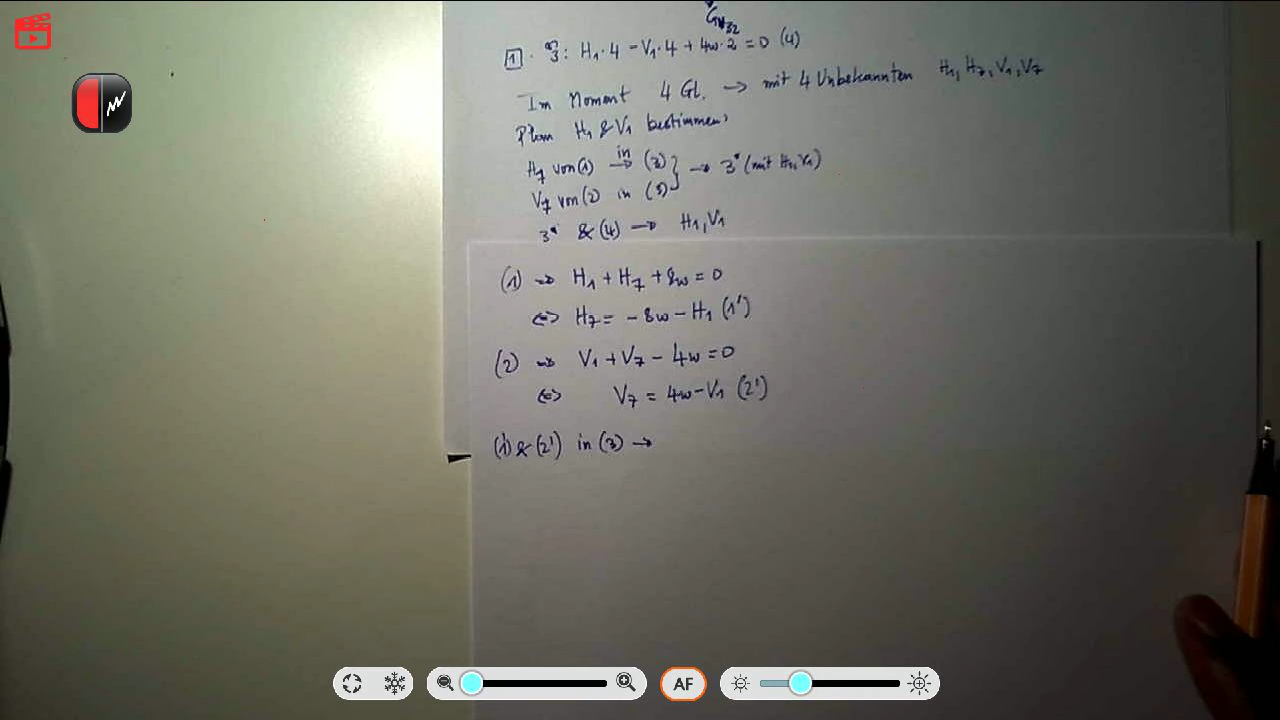 G_W32
1 · ↷3: H₁·4 - V₁·4 + 4w·2 = 0 (4)
Im Moment 4 Gl. → mit 4 Unbekannten H₁, H₇, V₁, V₇
Plan H₁ & V₁ bestimmen:
H₇ von (1) in → (3) } → 3* (mit H₁, V₁)
V₇ von (2) in (3)
3* & (4) → H₁, V₁
(1) → H₁ + H₇ + 8w = 0
⇔ H₇ = - 8w - H₁ (1')
(2) → V₁ + V₇ - 4w = 0
⇔ V₇ = 4w - V₁ (2')
(1') & (2') in (3) →
AF